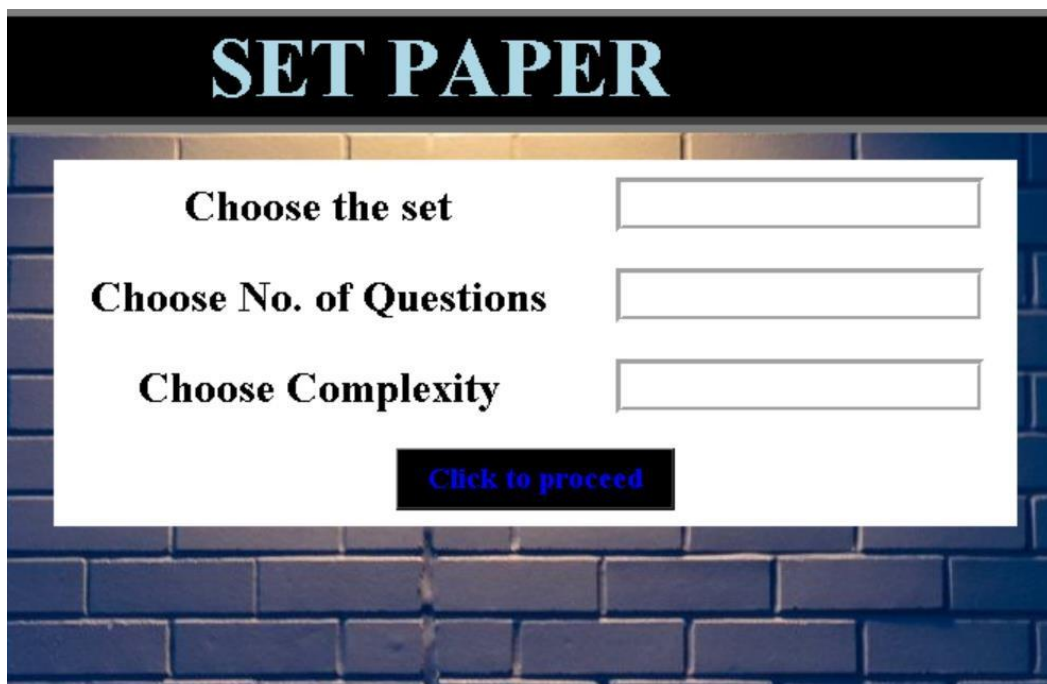 SET PAPER
Choose the set
Choose No. of Questions
Choose Complexity
Click to proceed